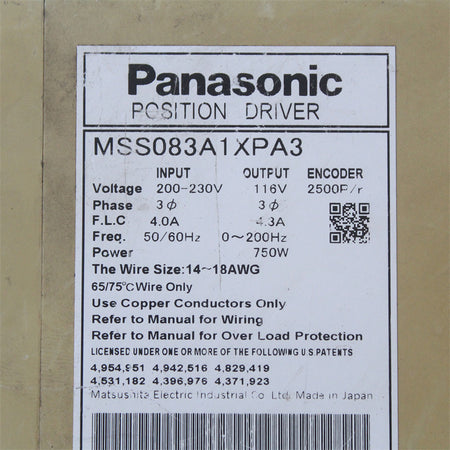 Panasonic
POSITION DRIVER
MSS083A1XPA3
INPUT OUTPUT ENCODER
Voltage 200-230V 116V 2500P/r
Phase 3ϕ 3ϕ
F.L.C 4.0A 4.3A
Freq. 50/60Hz 0~200Hz
Power 750W
The Wire Size:14~18AWG
65/75℃Wire Only
Use Copper Conductors Only
Refer to Manual for Wiring
Refer to Manual for Over Load Protection
LICENSED UNDER ONE OR MORE OF THE FOLLOWING U S PATENTS
4,954,951 4,942,516 4,829,419
4,531,182 4,396,976 4,371,923
Matsushita Electric Industrial Co Ltd, Made in Japan